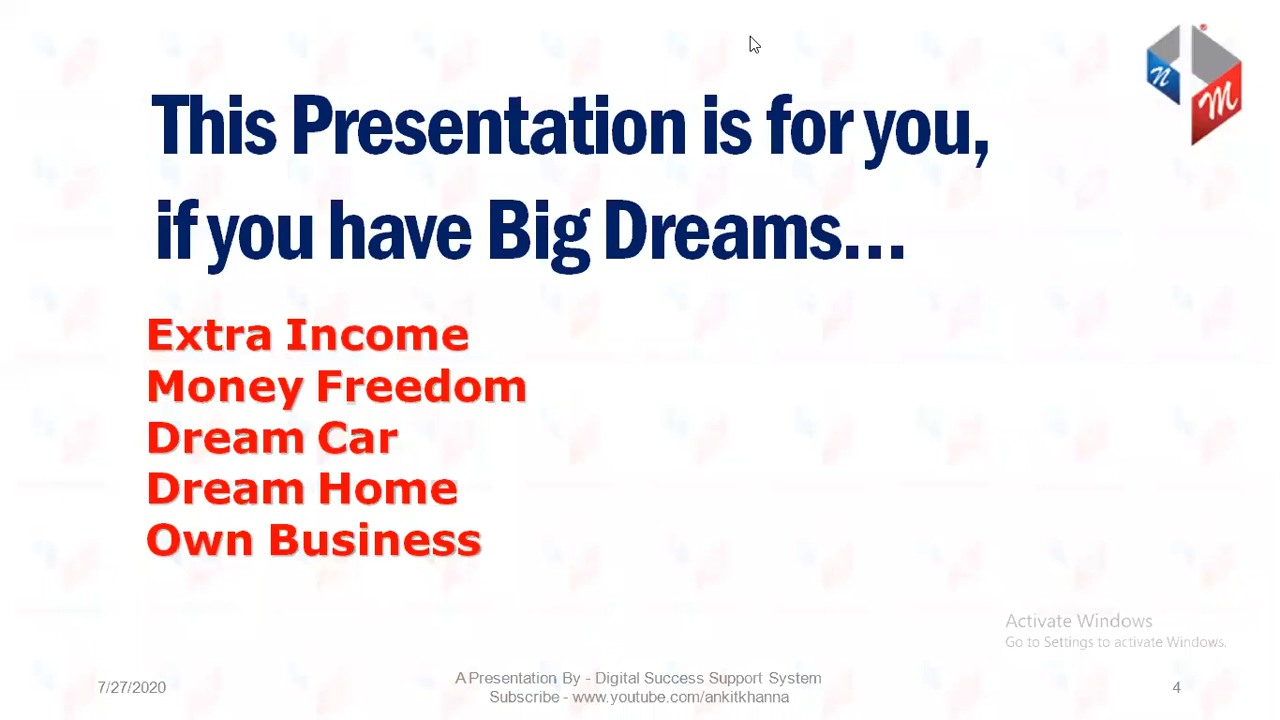 This Presentation is for you,
if you have Big Dreams...
Extra Income
Money Freedom
Dream Car
Dream Home
Own Business
Activate Windows
Go to Settings to activate Windows.
7/27/2020
A Presentation By - Digital Success Support System
Subscribe - www.youtube.com/ankitkhanna
4
n
M